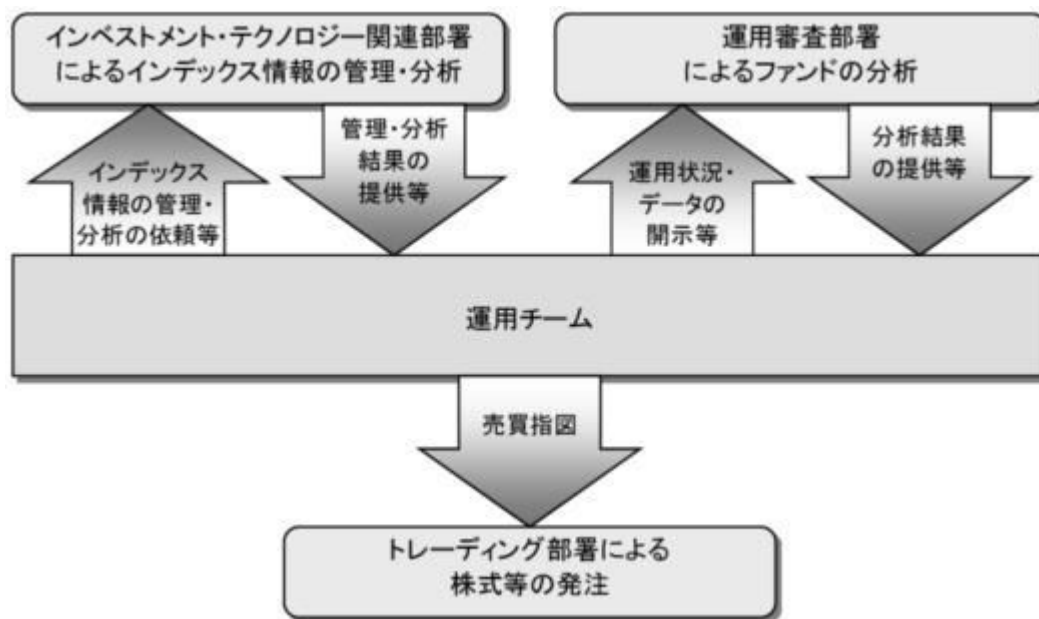 インベストメント・テクノロジー関連部署
によるインデックス情報の管理・分析
運用審査部署
によるファンドの分析
インデックス
情報の管理・
分析の依頼等
管理・分析
結果の
提供等
運用状況・
データの
開示等
分析結果
の提供等
運用チーム
売買指図
トレーディング部署による
株式等の発注